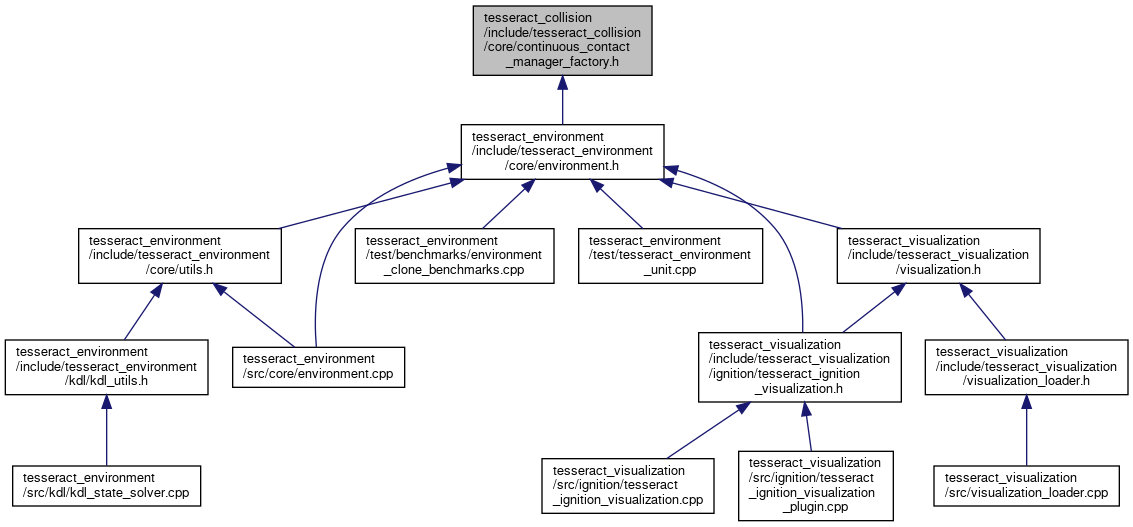 tesseract_collision
/include/tesseract_collision
/core/continuous_contact
_manager_factory.h
tesseract_environment
/include/tesseract_environment
/core/environment.h
tesseract_environment
/include/tesseract_environment
/core/utils.h
tesseract_environment
/test/benchmarks/environment
_clone_benchmarks.cpp
tesseract_environment
/test/tesseract_environment
_unit.cpp
tesseract_visualization
/include/tesseract_visualization
/visualization.h
tesseract_environment
/include/tesseract_environment
/kdl/kdl_utils.h
tesseract_environment
/src/core/environment.cpp
tesseract_visualization
/include/tesseract_visualization
/ignition/tesseract_ignition
_visualization.h
tesseract_visualization
/include/tesseract_visualization
/visualization_loader.h
tesseract_environment
/src/kdl/kdl_state_solver.cpp
tesseract_visualization
/src/ignition/tesseract
_ignition_visualization.cpp
tesseract_visualization
/src/ignition/tesseract
_ignition_visualization
_plugin.cpp
tesseract_visualization
/src/visualization_loader.cpp